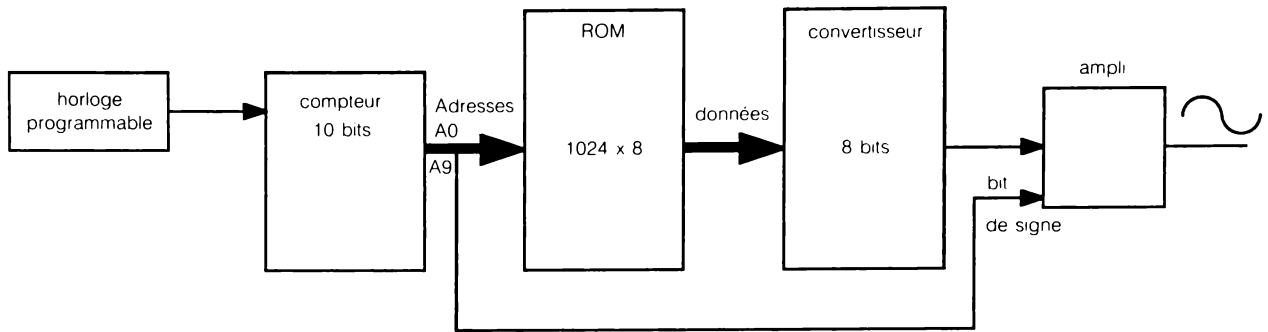 horloge
programmable
compteur
10 bits
Adresses
A0
A9
ROM
1024 x 8
données
convertisseur
8 bits
bit
de signe
ampli